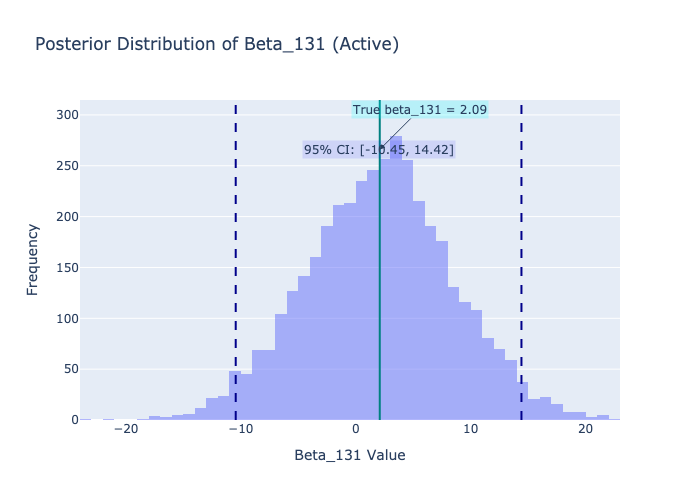 Posterior Distribution of Beta_131 (Active)
True beta_131 = 2.09
95% CI: [-10.45, 14.42]
300
250
200
150
100
50
0
Frequency
−20
−10
0
10
20
Beta_131 Value